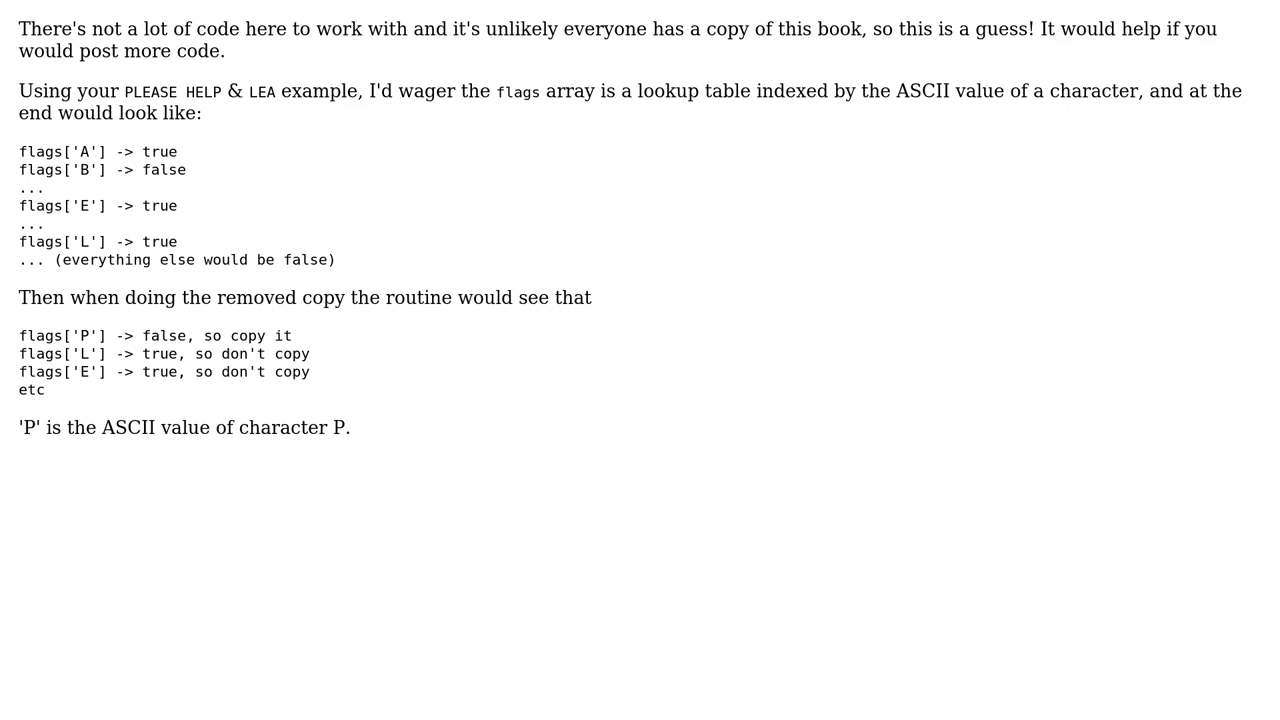 There's not a lot of code here to work with and it's unlikely everyone has a copy of this book, so this is a guess! It would help if you
would post more code.
Using your PLEASE HELP & LEA example, I'd wager the flags array is a lookup table indexed by the ASCII value of a character, and at the
end would look like:
flags['A'] -> true
flags['B'] -> false
...
flags['E'] -> true
...
flags['L'] -> true
... (everything else would be false)
Then when doing the removed copy the routine would see that
flags['P'] -> false, so copy it
flags['L'] -> true, so don't copy
flags['E'] -> true, so don't copy
etc
'P' is the ASCII value of character P.